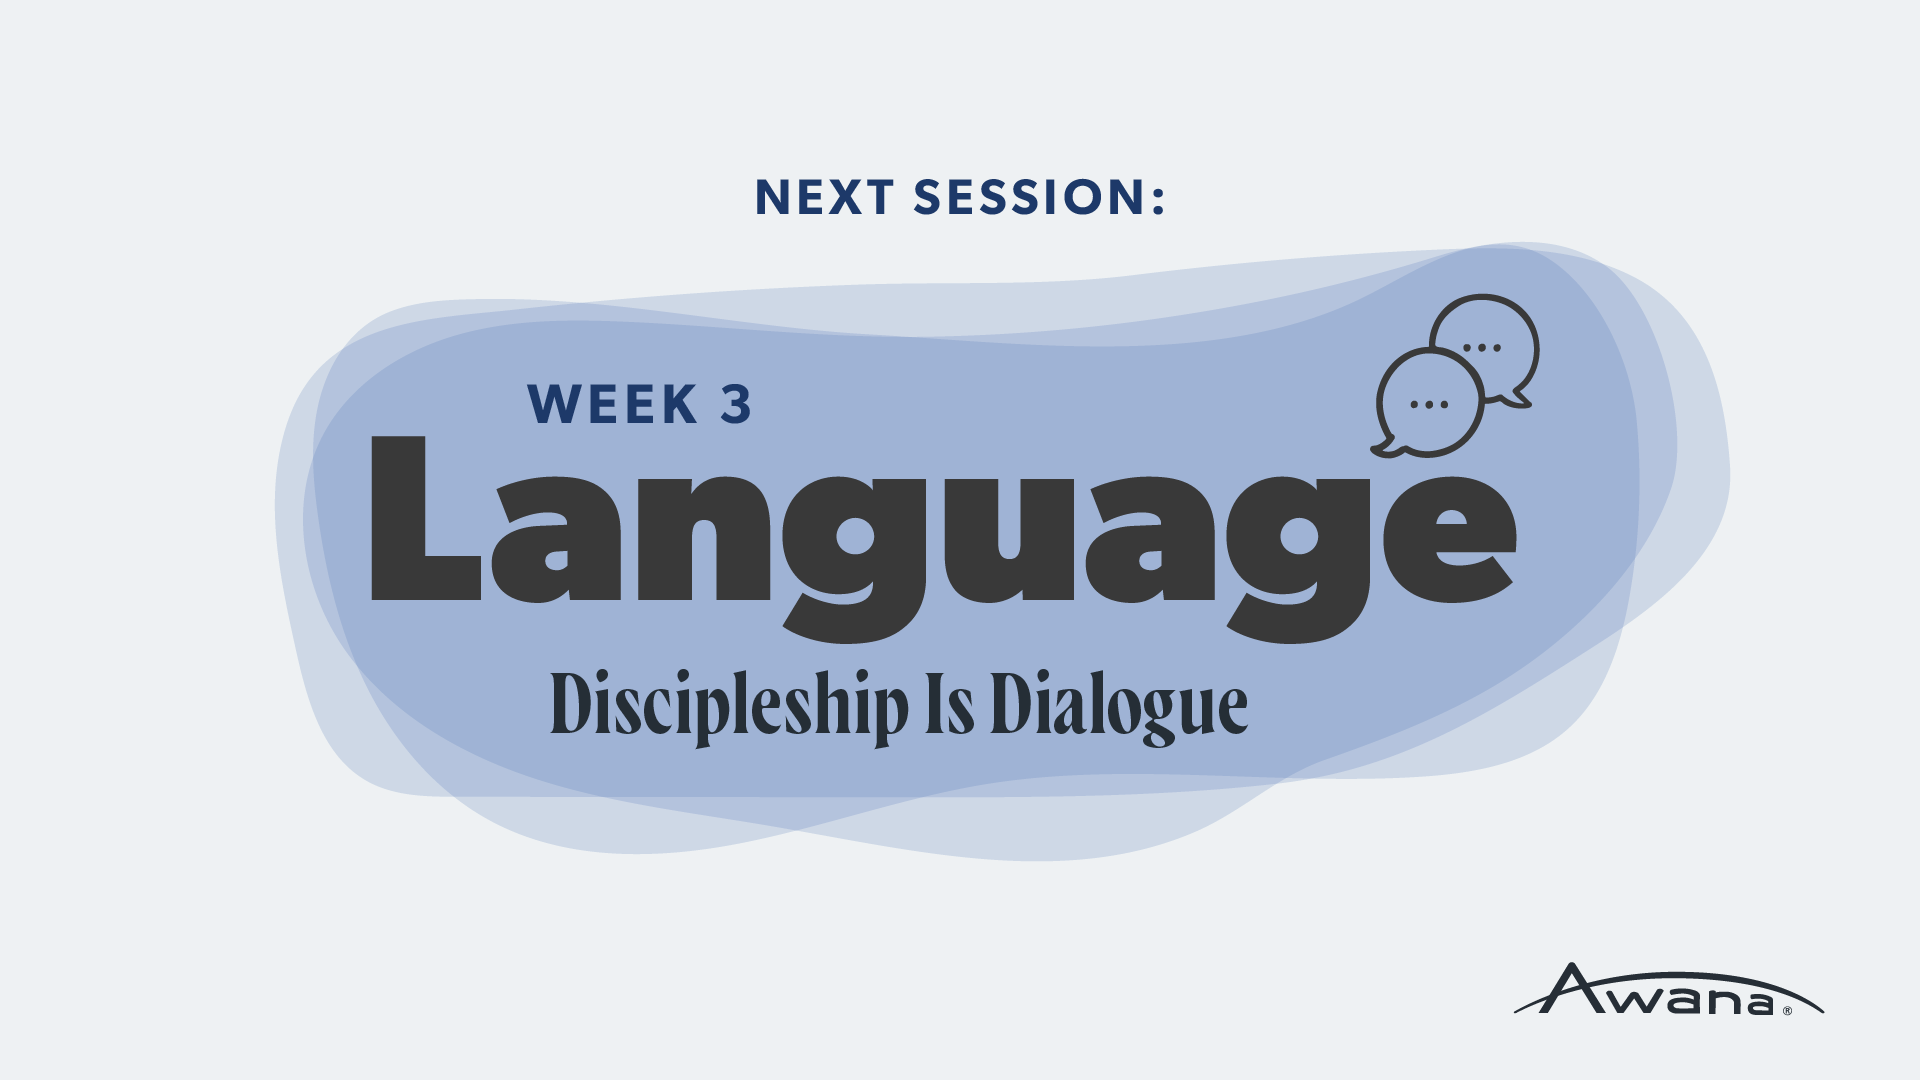 NEXT SESSION:
WEEK 3
Language
Discipleship Is Dialogue
Awana®